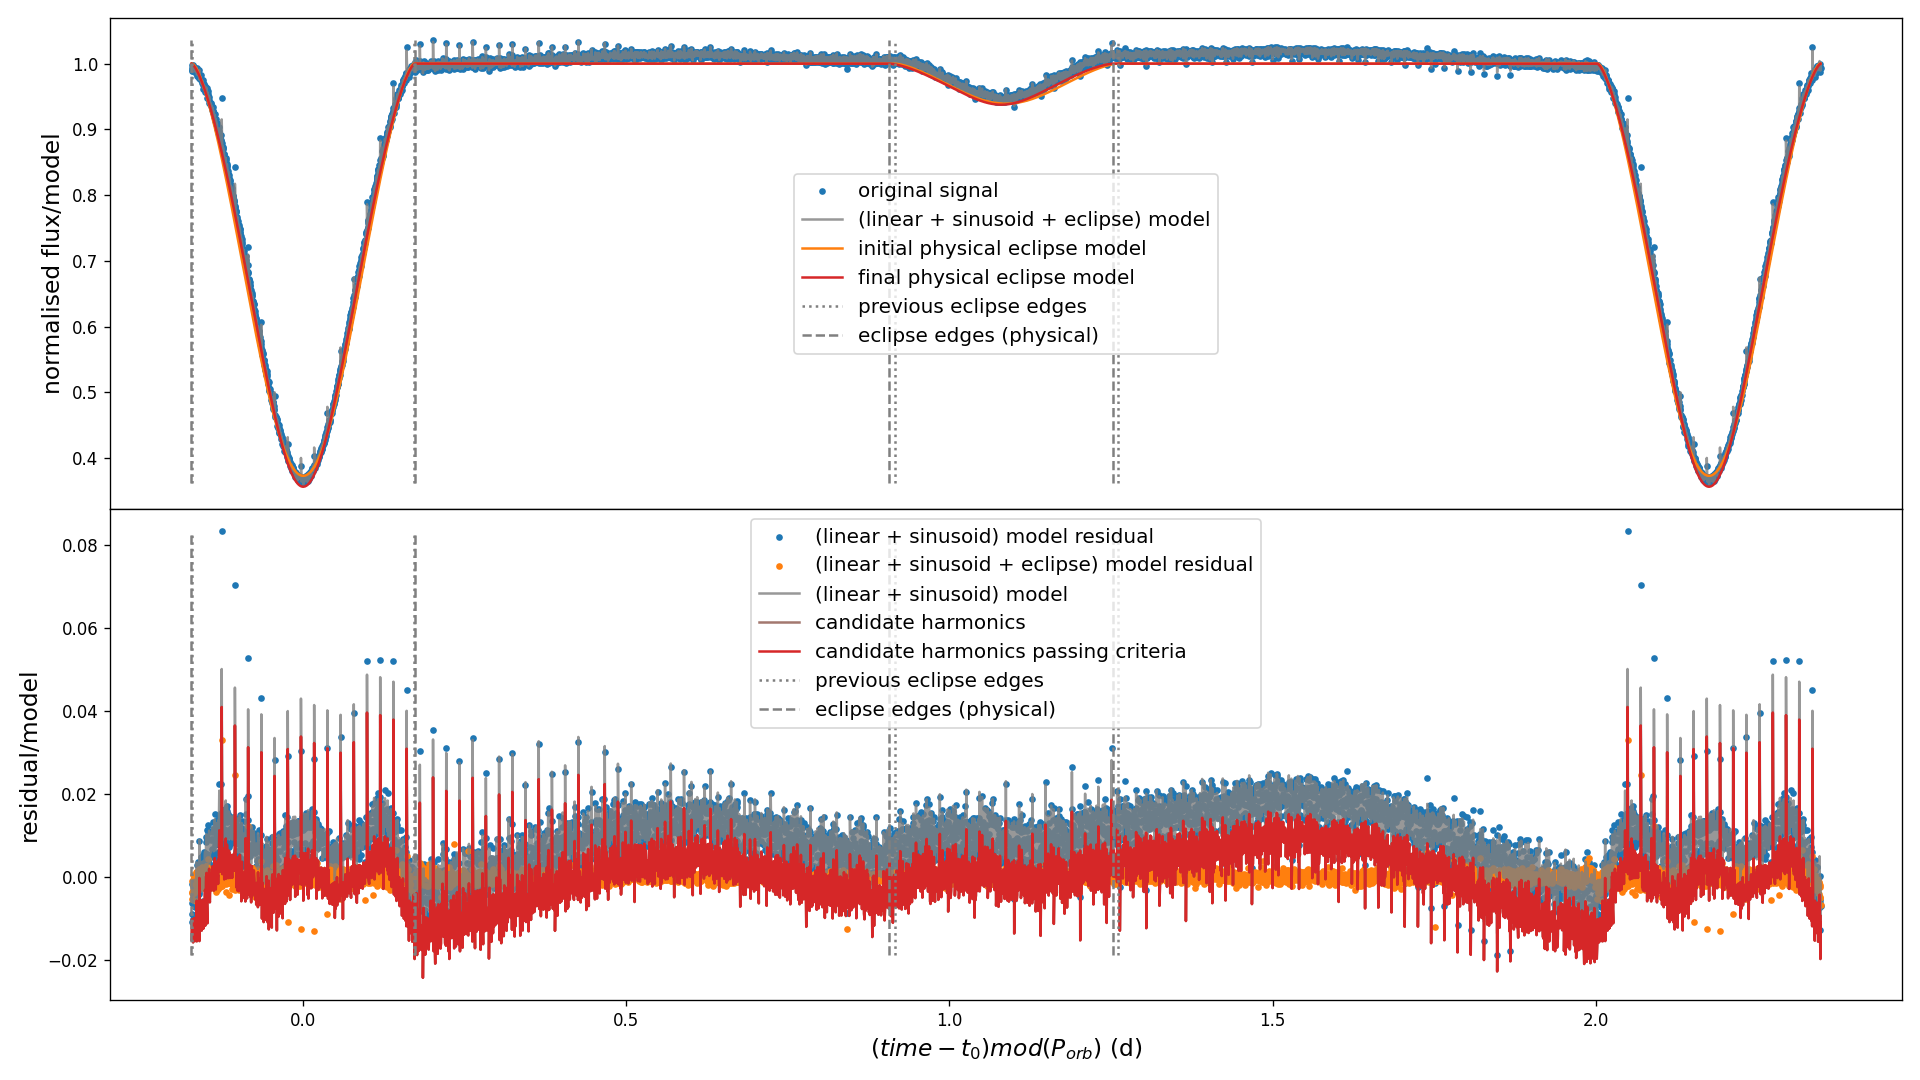 1.0
0.9
0.8
0.7
0.6
0.5
0.4
normalised flux/model
original signal
(linear + sinusoid + eclipse) model
initial physical eclipse model
final physical eclipse model
previous eclipse edges
eclipse edges (physical)
0.08
0.06
0.04
0.02
0.00
−0.02
residual/model
(linear + sinusoid) model residual
(linear + sinusoid + eclipse) model residual
(linear + sinusoid) model
candidate harmonics
candidate harmonics passing criteria
previous eclipse edges
eclipse edges (physical)
0.0 0.5 1.0 1.5 2.0
(time − t₀)mod(P_orb) (d)